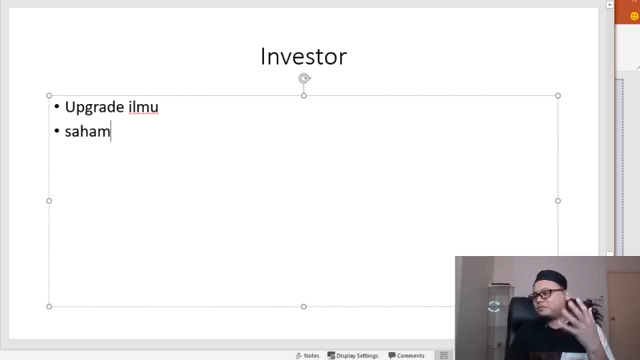 Investor
• Upgrade ilmu
• saham
Notes
Display Settings
Comments